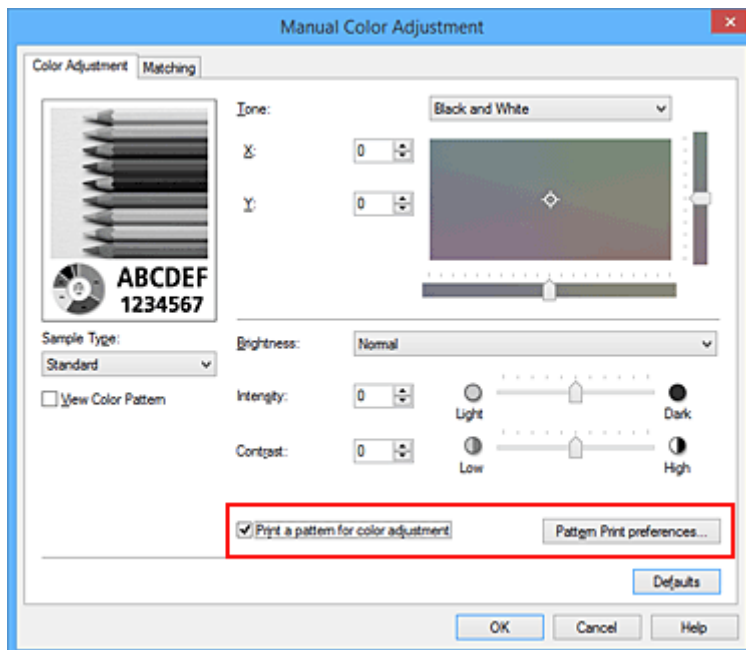 Manual Color Adjustment
Color Adjustment Matching
ABCDEF
1234567
Sample Type:
Standard
View Color Pattern
Tone: Black and White
X: 0
Y: 0
Brightness: Normal
Intensity: 0
Light Dark
Contrast: 0
Low High
Print a pattern for color adjustment Pattern Print preferences...
Defaults
OK Cancel Help